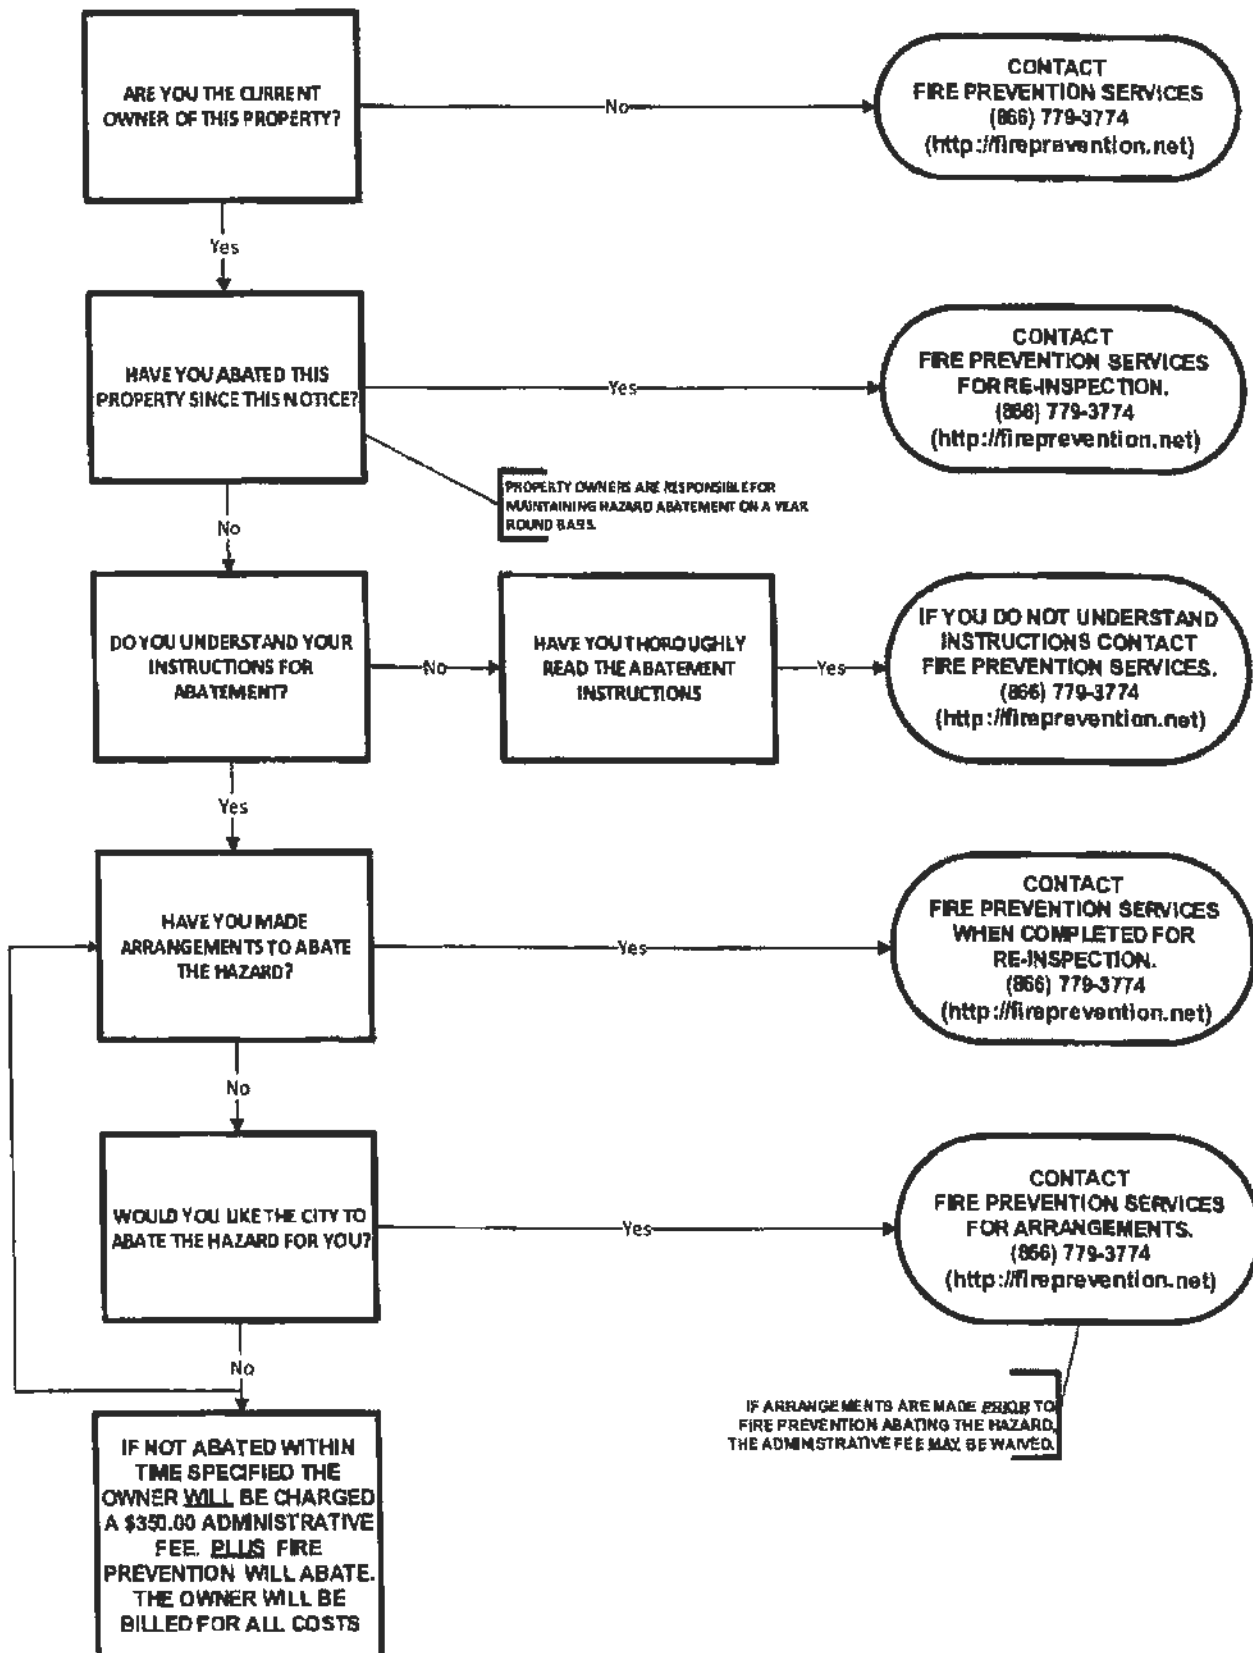 ARE YOU THE CURRENT
OWNER OF THIS PROPERTY?
No
CONTACT
FIRE PREVENTION SERVICES
(866) 779-3774
(http://fireprevention.net)
Yes
HAVE YOU ABATED THIS
PROPERTY SINCE THIS NOTICE?
Yes
CONTACT
FIRE PREVENTION SERVICES
FOR RE-INSPECTION.
(866) 779-3774
(http://fireprevention.net)
PROPERTY OWNERS ARE RESPONSIBLE FOR
MAINTAINING HAZARD ABATEMENT ON A YEAR
ROUND BASIS.
No
DO YOU UNDERSTAND YOUR
INSTRUCTIONS FOR
ABATEMENT?
No
HAVE YOU THOROUGHLY
READ THE ABATEMENT
INSTRUCTIONS
Yes
IF YOU DO NOT UNDERSTAND
INSTRUCTIONS CONTACT
FIRE PREVENTION SERVICES.
(866) 779-3774
(http://fireprevention.net)
Yes
HAVE YOU MADE
ARRANGEMENTS TO ABATE
THE HAZARD?
Yes
CONTACT
FIRE PREVENTION SERVICES
WHEN COMPLETED FOR
RE-INSPECTION.
(866) 779-3774
(http://fireprevention.net)
No
WOULD YOU LIKE THE CITY TO
ABATE THE HAZARD FOR YOU?
Yes
CONTACT
FIRE PREVENTION SERVICES
FOR ARRANGEMENTS.
(866) 779-3774
(http://fireprevention.net)
No
IF ARRANGEMENTS ARE MADE PRIOR TO
FIRE PREVENTION ABATING THE HAZARD,
THE ADMINISTRATIVE FEE MAY BE WAIVED.
IF NOT ABATED WITHIN
TIME SPECIFIED THE
OWNER WILL BE CHARGED
A $350.00 ADMINISTRATIVE
FEE. PLUS FIRE
PREVENTION WILL ABATE.
THE OWNER WILL BE
BILLED FOR ALL COSTS